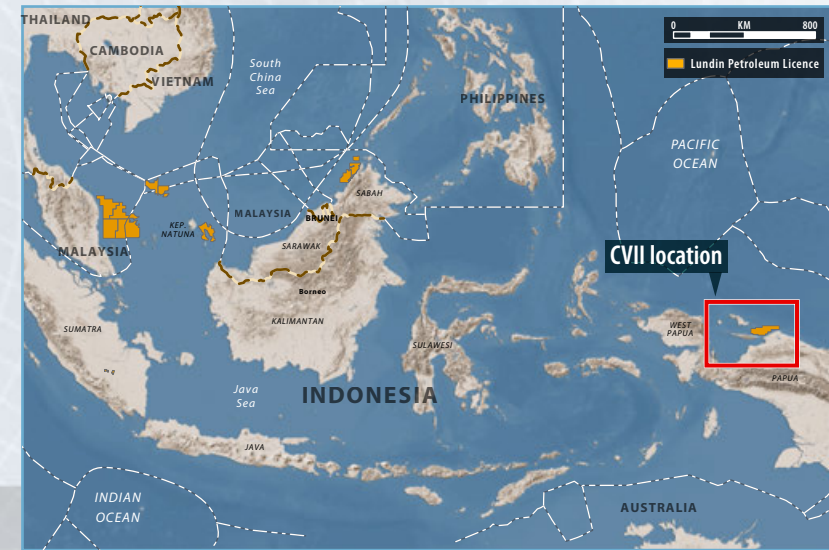 THAILAND
CAMBODIA
VIETNAM
South
China
Sea
PHILIPPINES
0 KM 800
Lundin Petroleum Licence
PACIFIC
OCEAN
SABAH
MALAYSIA
BRUNEI
KEP.
NATUNA
MALAYSIA
SARAWAK
CVII location
Borneo
KALIMANTAN
SUMATRA
WEST
PAPUA
SULAWESI
PAPUA
Java
Sea
INDONESIA
JAVA
INDIAN
OCEAN
AUSTRALIA